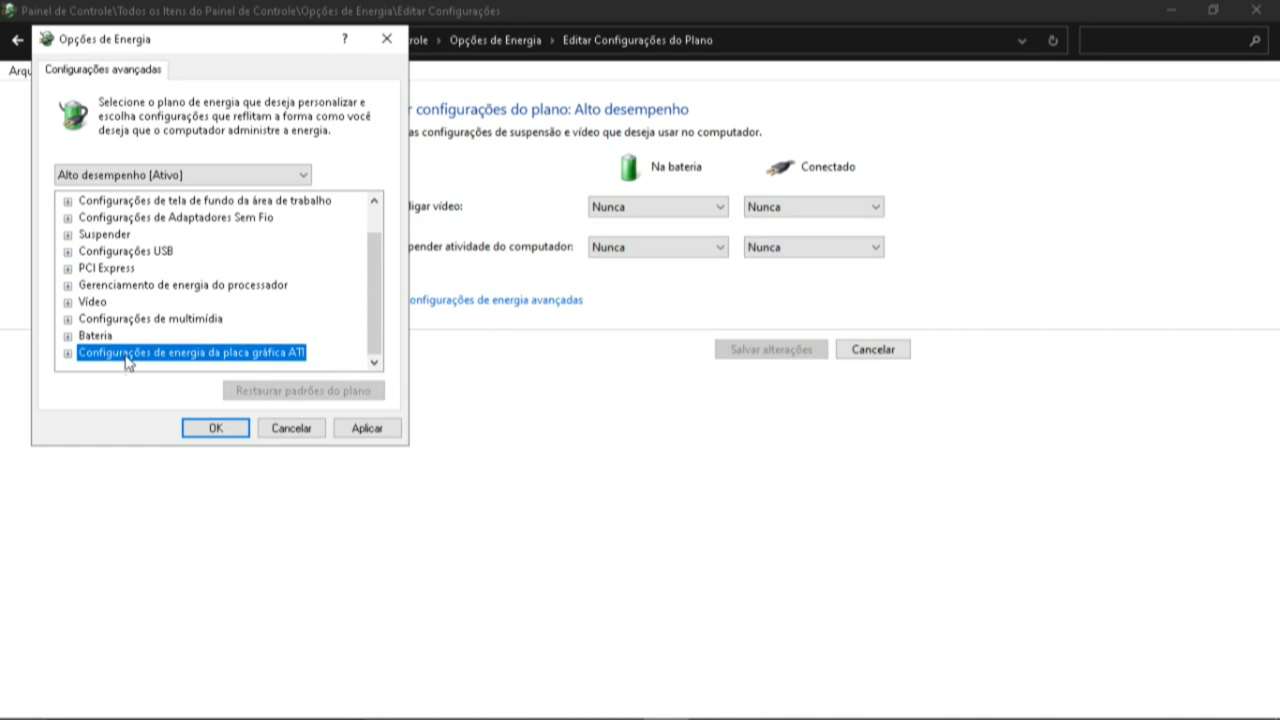 Painel de Controle\Todos os Itens do Painel de Controle\Opções de Energia\Editar Configurações
Opções de Energia
?
role › Opções de Energia › Editar Configurações do Plano
Arqu
Configurações avançadas
Selecione o plano de energia que deseja personalizar e
escolha configurações que reflitam a forma como você
deseja que o computador administre a energia.
Alto desempenho [Ativo]
Configurações de tela de fundo da área de trabalho
Configurações de Adaptadores Sem Fio
Suspender
Configurações USB
PCI Express
Gerenciamento de energia do processador
Vídeo
Configurações de multimídia
Bateria
Configurações de energia da placa gráfica ATI
Restaurar padrões do plano
OK Cancelar Aplicar
r configurações do plano: Alto desempenho
as configurações de suspensão e vídeo que deseja usar no computador.
Na bateria Conectado
ligar vídeo: Nunca Nunca
pender atividade do computador: Nunca Nunca
onfigurações de energia avançadas
Salvar alterações Cancelar